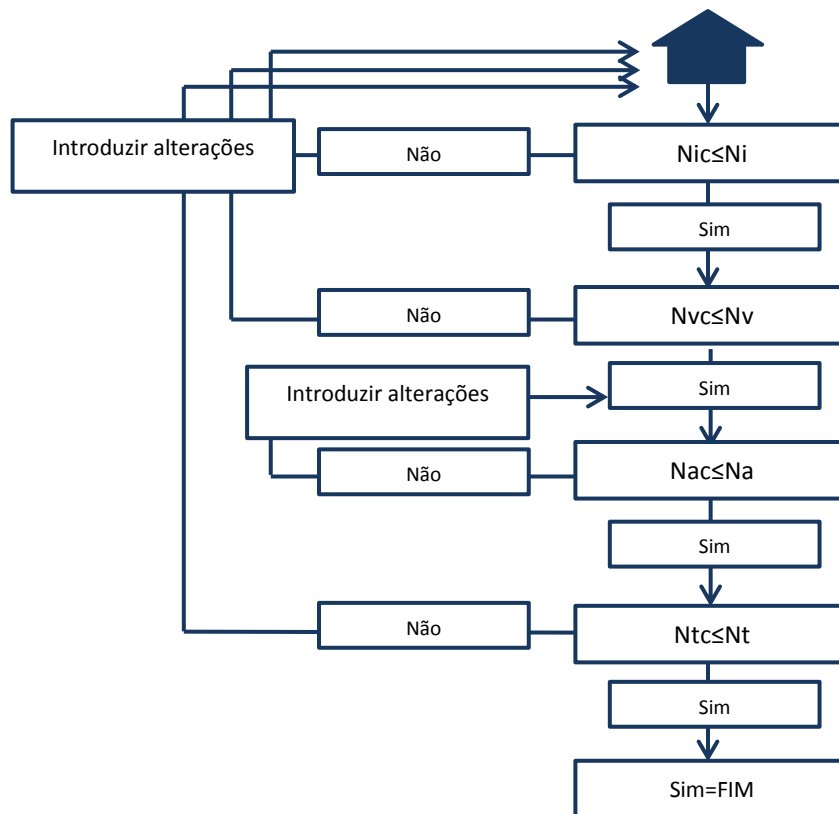 Introduzir alterações
Não
Nic≤Ni
Sim
Não
Nvc≤Nv
Introduzir alterações
Sim
Não
Nac≤Na
Sim
Não
Ntc≤Nt
Sim
Sim=FIM